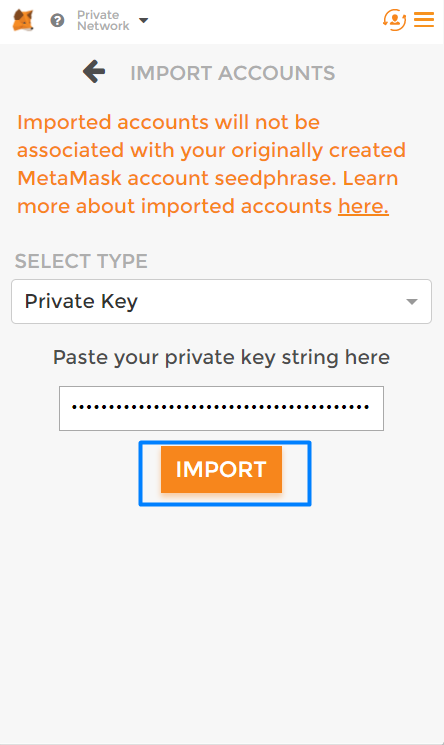 Private
Network
IMPORT ACCOUNTS
Imported accounts will not be
associated with your originally created
MetaMask account seedphrase. Learn
more about imported accounts here.
SELECT TYPE
Private Key
Paste your private key string here
IMPORT